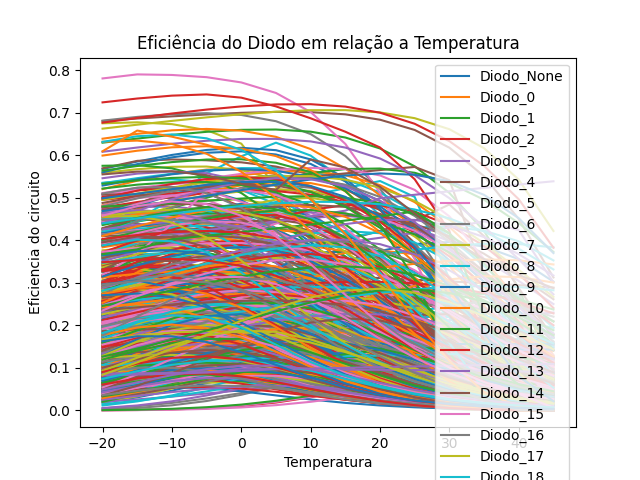 Eficiência do Diodo em relação a Temperatura
Eficiencia do circuito
0.8
0.7
0.6
0.5
0.4
0.3
0.2
0.1
0.0
−20
−10
0
10
20
30
40
Temperatura
Diodo_None
Diodo_0
Diodo_1
Diodo_2
Diodo_3
Diodo_4
Diodo_5
Diodo_6
Diodo_7
Diodo_8
Diodo_9
Diodo_10
Diodo_11
Diodo_12
Diodo_13
Diodo_14
Diodo_15
Diodo_16
Diodo_17
Diodo_18